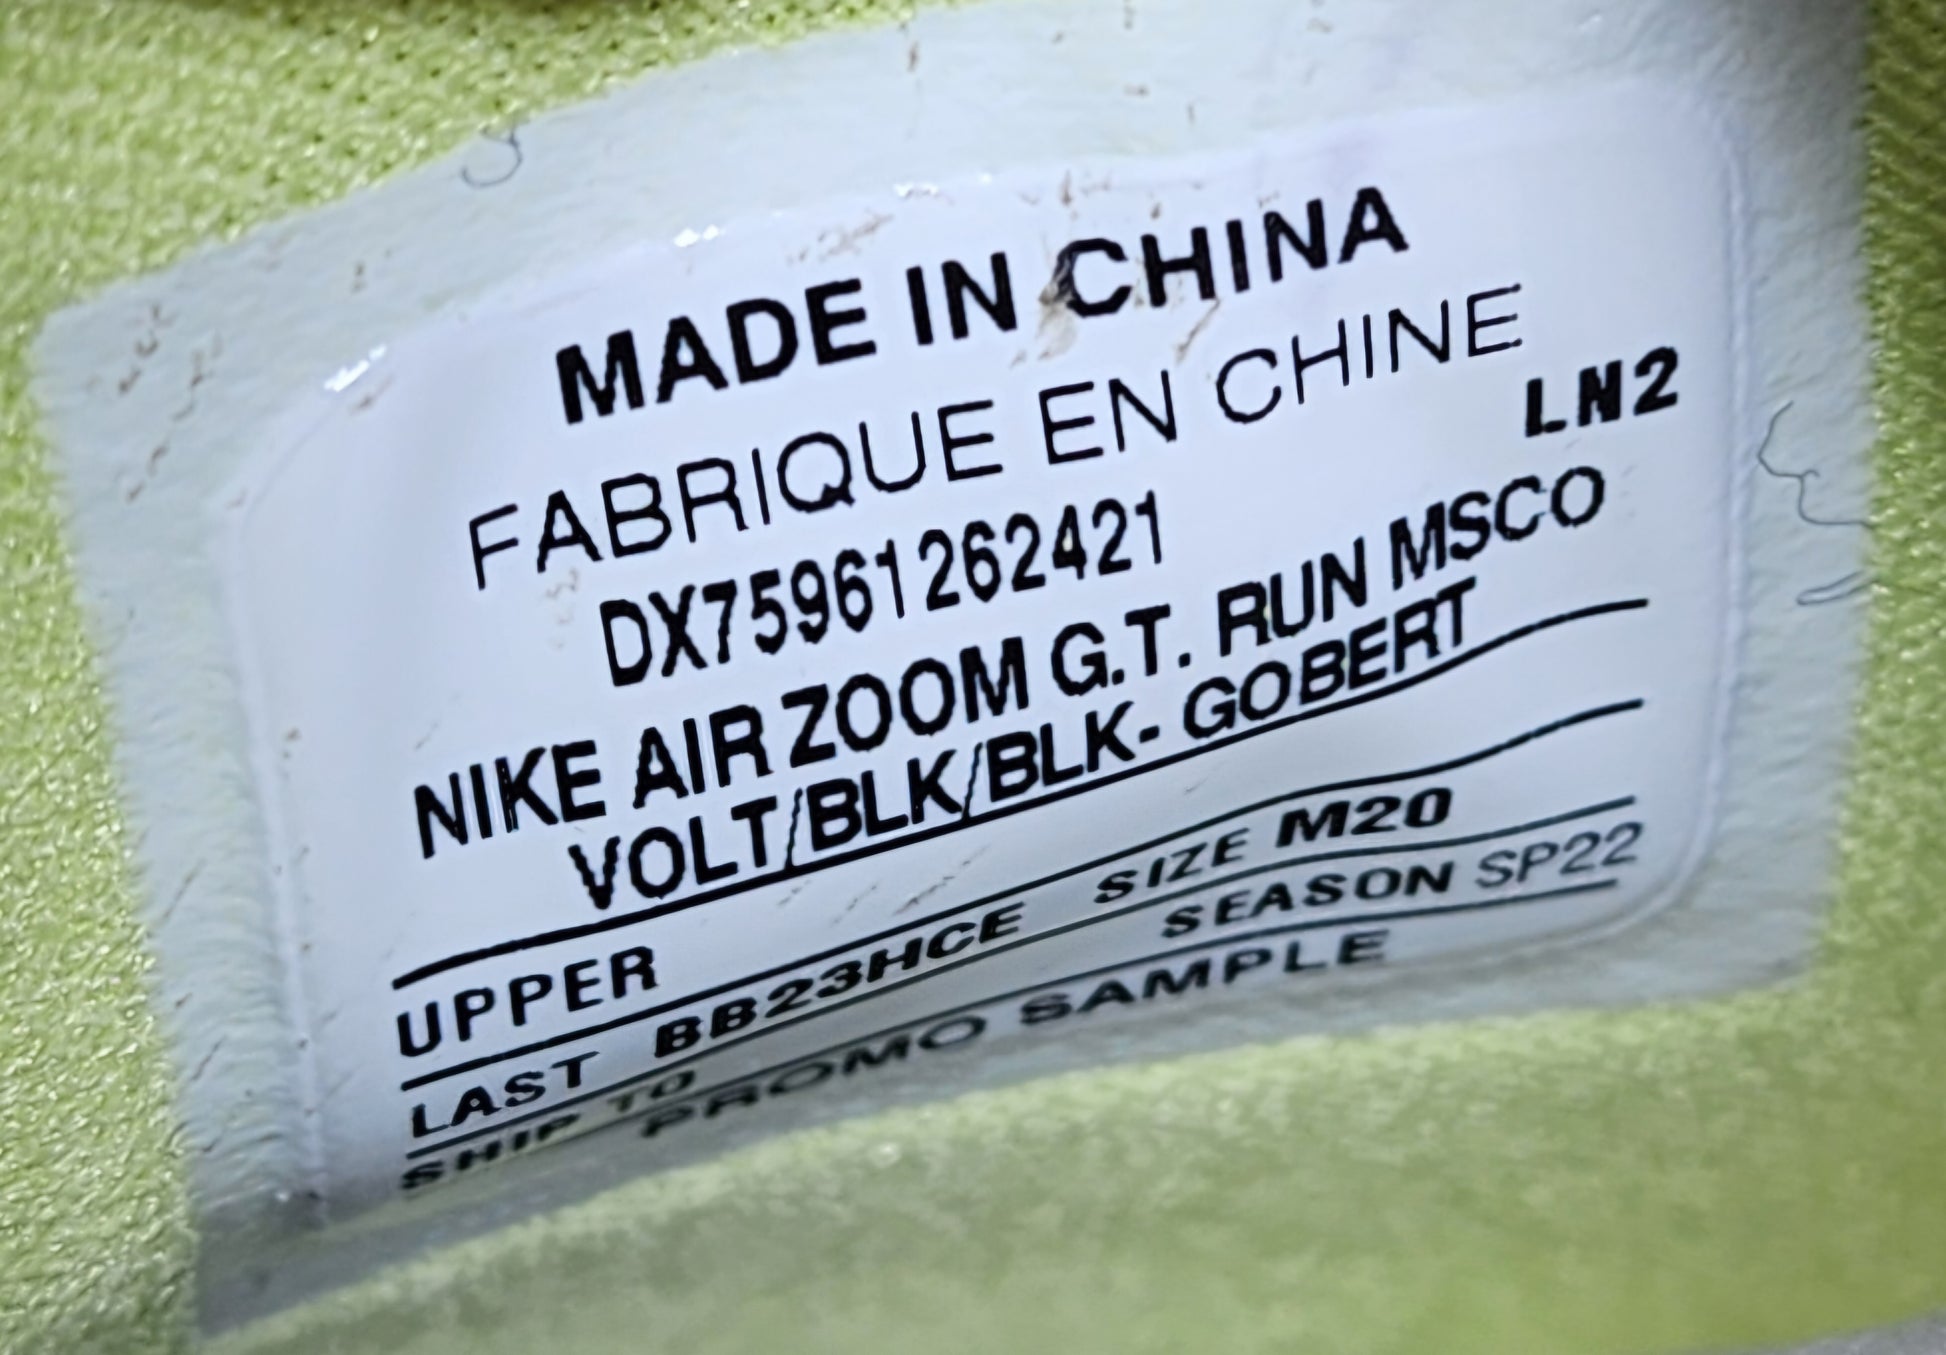 MADE IN CHINA
FABRIQUE EN CHINE
LN2
DX75961262421
NIKE AIR ZOOM G.T. RUN MSCO
VOLT/BLK/BLK- GOBERT
UPPER
LAST BB23HCE SIZE M20
SHIP TO SEASON SP22
PROMO SAMPLE